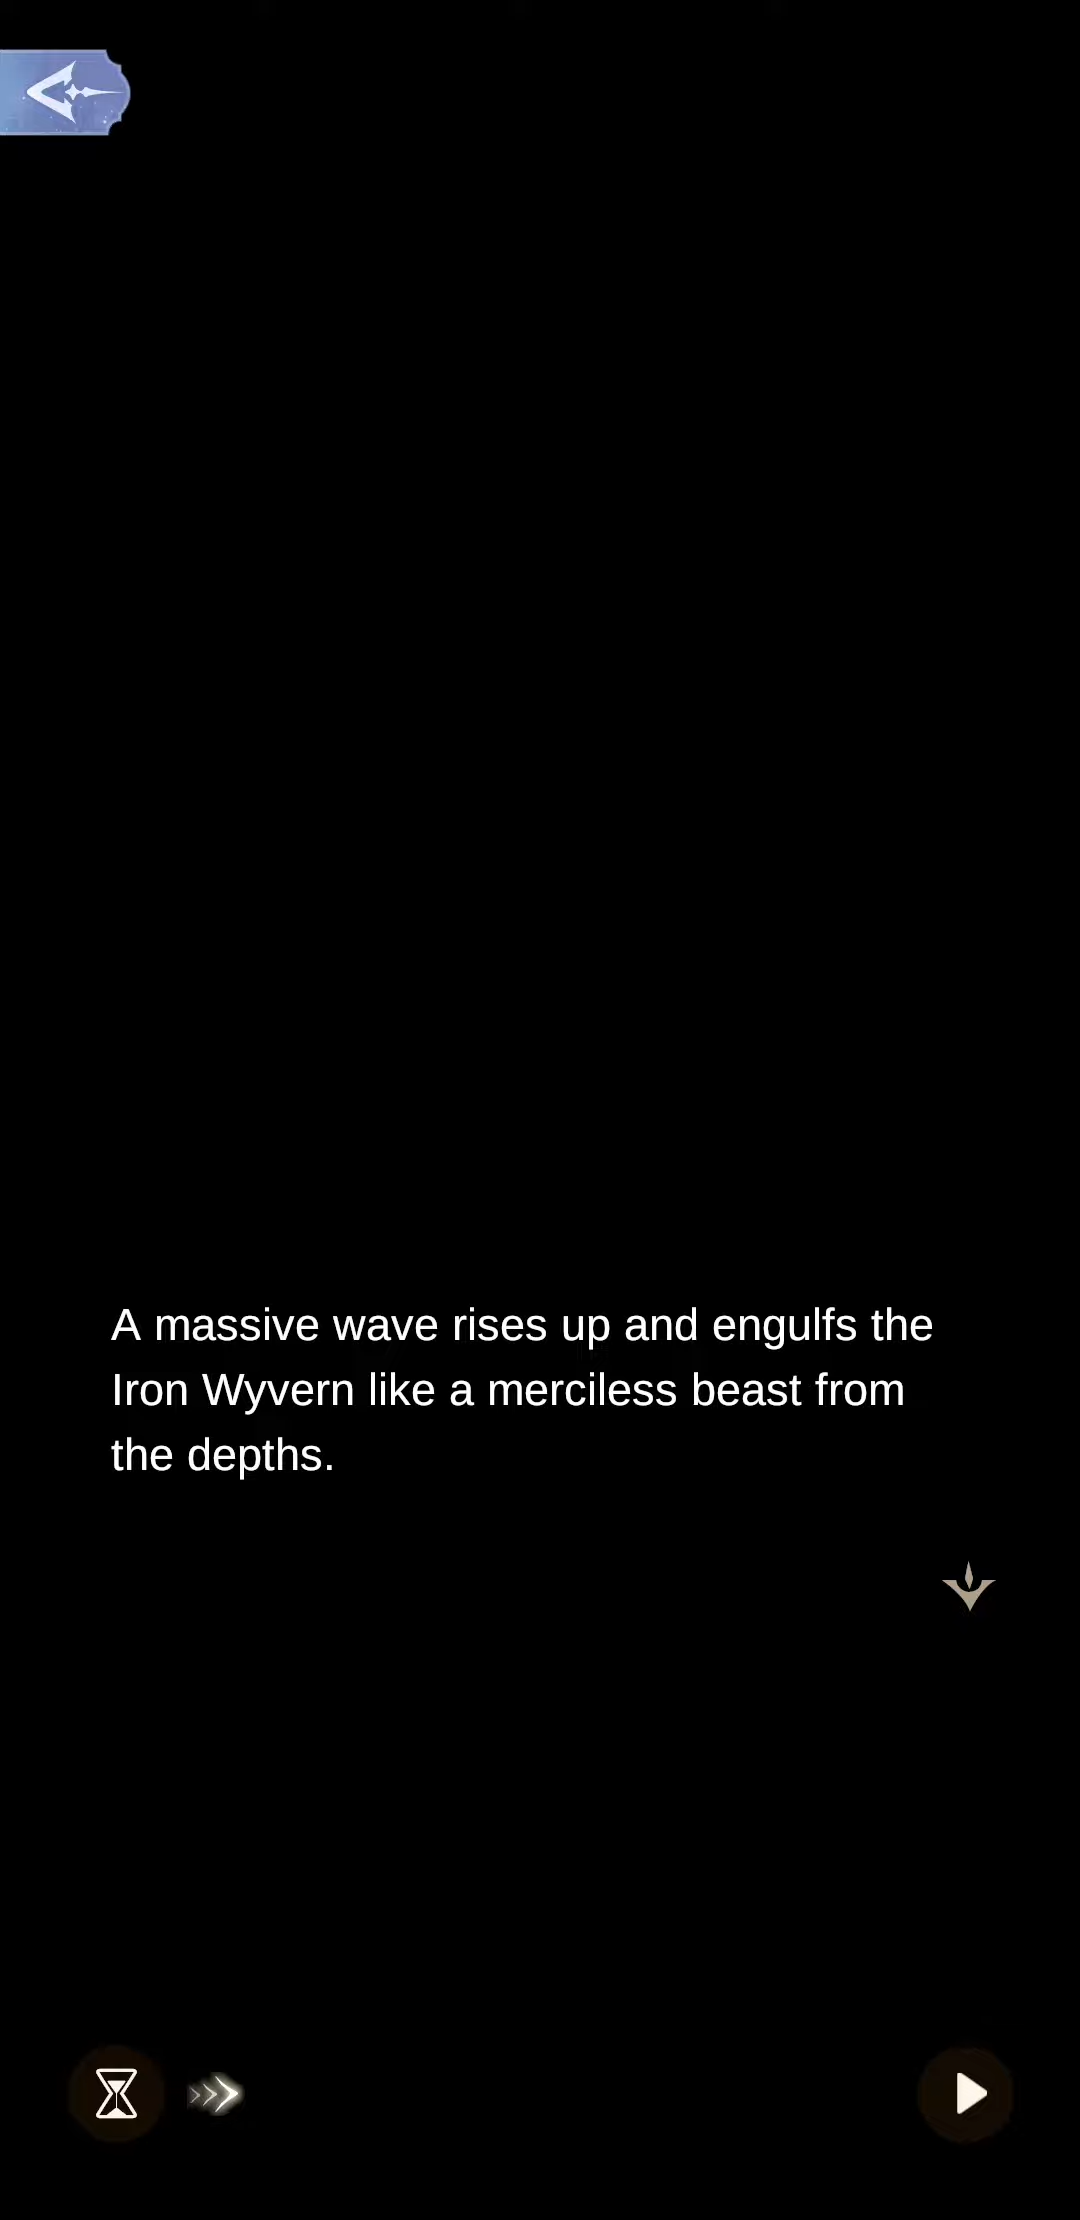 A massive wave rises up and engulfs the
Iron Wyvern like a merciless beast from
the depths.